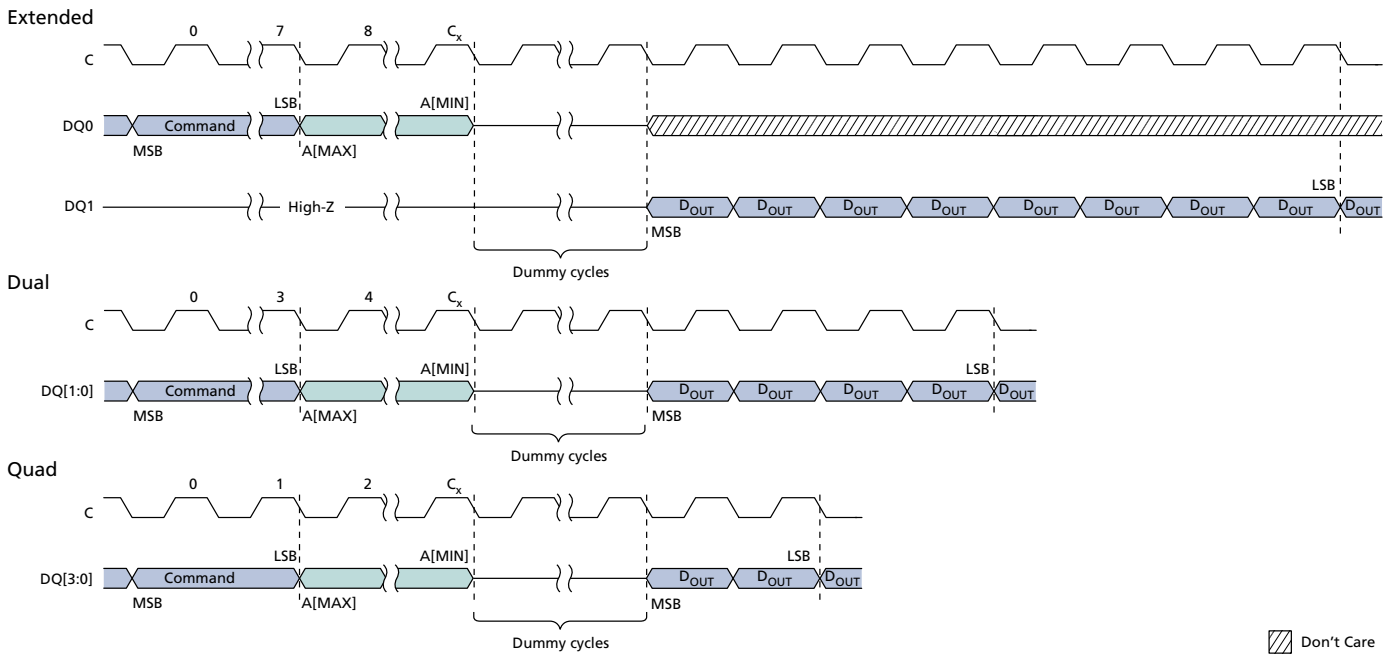 Extended
0 7 8 Cx
C
LSB A[MIN]
DQ0 Command
MSB A[MAX]
LSB
DQ1 High-Z DOUT DOUT DOUT DOUT DOUT DOUT DOUT DOUT DOUT
MSB
Dummy cycles
Dual
0 3 4 Cx
C
LSB A[MIN] LSB
DQ[1:0] Command DOUT DOUT DOUT DOUT DOUT
MSB A[MAX] MSB
Dummy cycles
Quad
0 1 2 Cx
C
LSB A[MIN] LSB
DQ[3:0] Command DOUT DOUT DOUT
MSB A[MAX] MSB
Dummy cycles
Don't Care